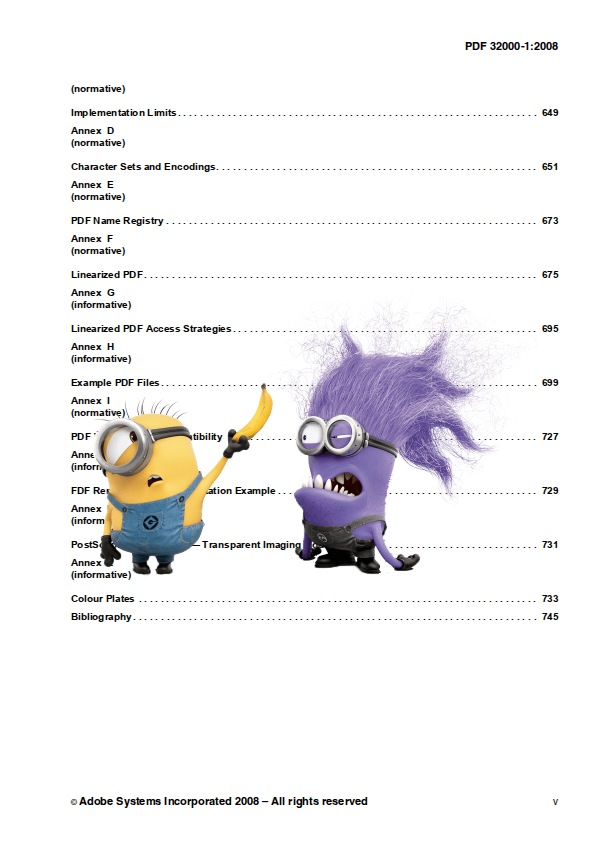 PDF 32000-1:2008
(normative)
Implementation Limits. . . . . . . . . . . . . . . . . . . . . . . . . . . . . . . . . . . . . . . . . . . . . . . . . . . . . . . . . . . . . . . . . 649
Annex D
(normative)
Character Sets and Encodings. . . . . . . . . . . . . . . . . . . . . . . . . . . . . . . . . . . . . . . . . . . . . . . . . . . . . . . . . . 651
Annex E
(normative)
PDF Name Registry . . . . . . . . . . . . . . . . . . . . . . . . . . . . . . . . . . . . . . . . . . . . . . . . . . . . . . . . . . . . . . . . . . . 673
Annex F
(normative)
Linearized PDF. . . . . . . . . . . . . . . . . . . . . . . . . . . . . . . . . . . . . . . . . . . . . . . . . . . . . . . . . . . . . . . . . . . . . . . 675
Annex G
(informative)
Linearized PDF Access Strategies. . . . . . . . . . . . . . . . . . . . . . . . . . . . . . . . . . . . . . . . . . . . . . . . . . . . . . . 695
Annex H
(informative)
Example PDF Files. . . . . . . . . . . . . . . . . . . . . . . . . . . . . . . . . . . . . . . . . . . . . . . . . . . . . . . . . . . . . . . . . . . . 699
Annex I
(normative)
PDF . . . . . . . . . . . . . . . . . . . . . . . . . . . . . . . . . . . . . . . . . . 727
FDF Example . . . . . . . . . . . . . . . . . . . . . . . . . . . . . . . . . . . . . . 729
Annex
— Transparent Imaging . . . . . . . . . . . . . . . . . . . . . . . . . . . . . . 731
Annex
(informative)
Colour Plates . . . . . . . . . . . . . . . . . . . . . . . . . . . . . . . . . . . . . . . . . . . . . . . . . . . . . . . . . . . . . . . . . . . . . . . . 733
Bibliography. . . . . . . . . . . . . . . . . . . . . . . . . . . . . . . . . . . . . . . . . . . . . . . . . . . . . . . . . . . . . . . . . . . . . . . . . 745
© Adobe Systems Incorporated 2008 – All rights reserved
v